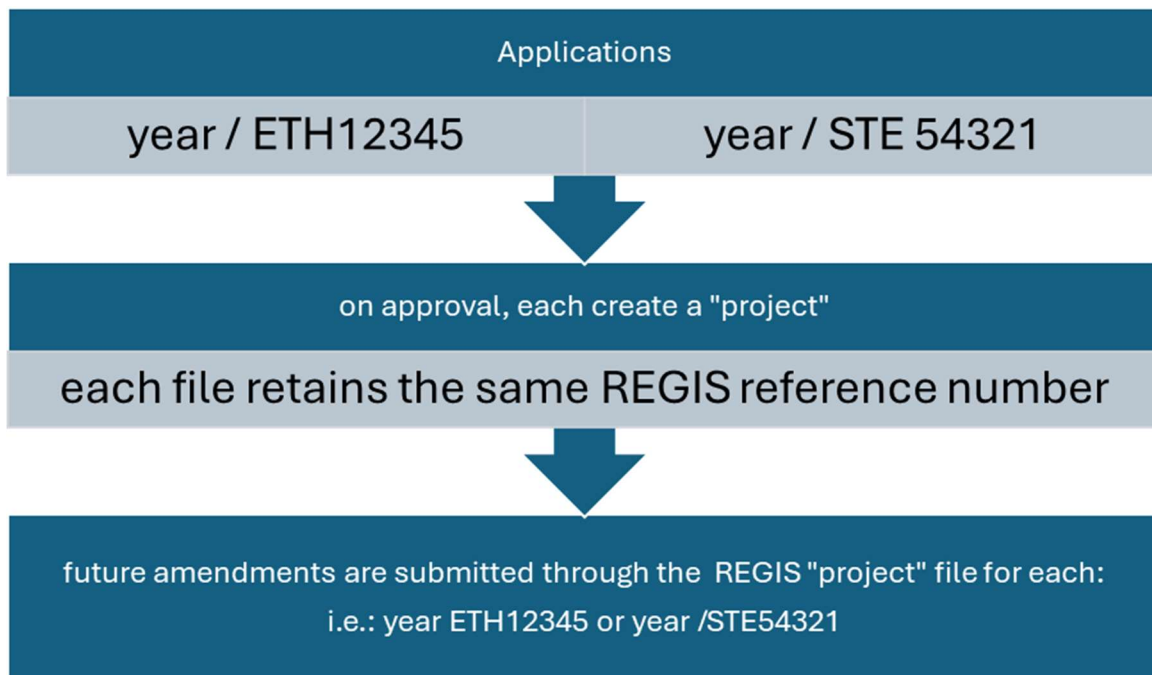 Applications
year / ETH12345
year / STE 54321
on approval, each create a "project"
each file retains the same REGIS reference number
future amendments are submitted through the REGIS "project" file for each:
i.e.: year ETH12345 or year /STE54321